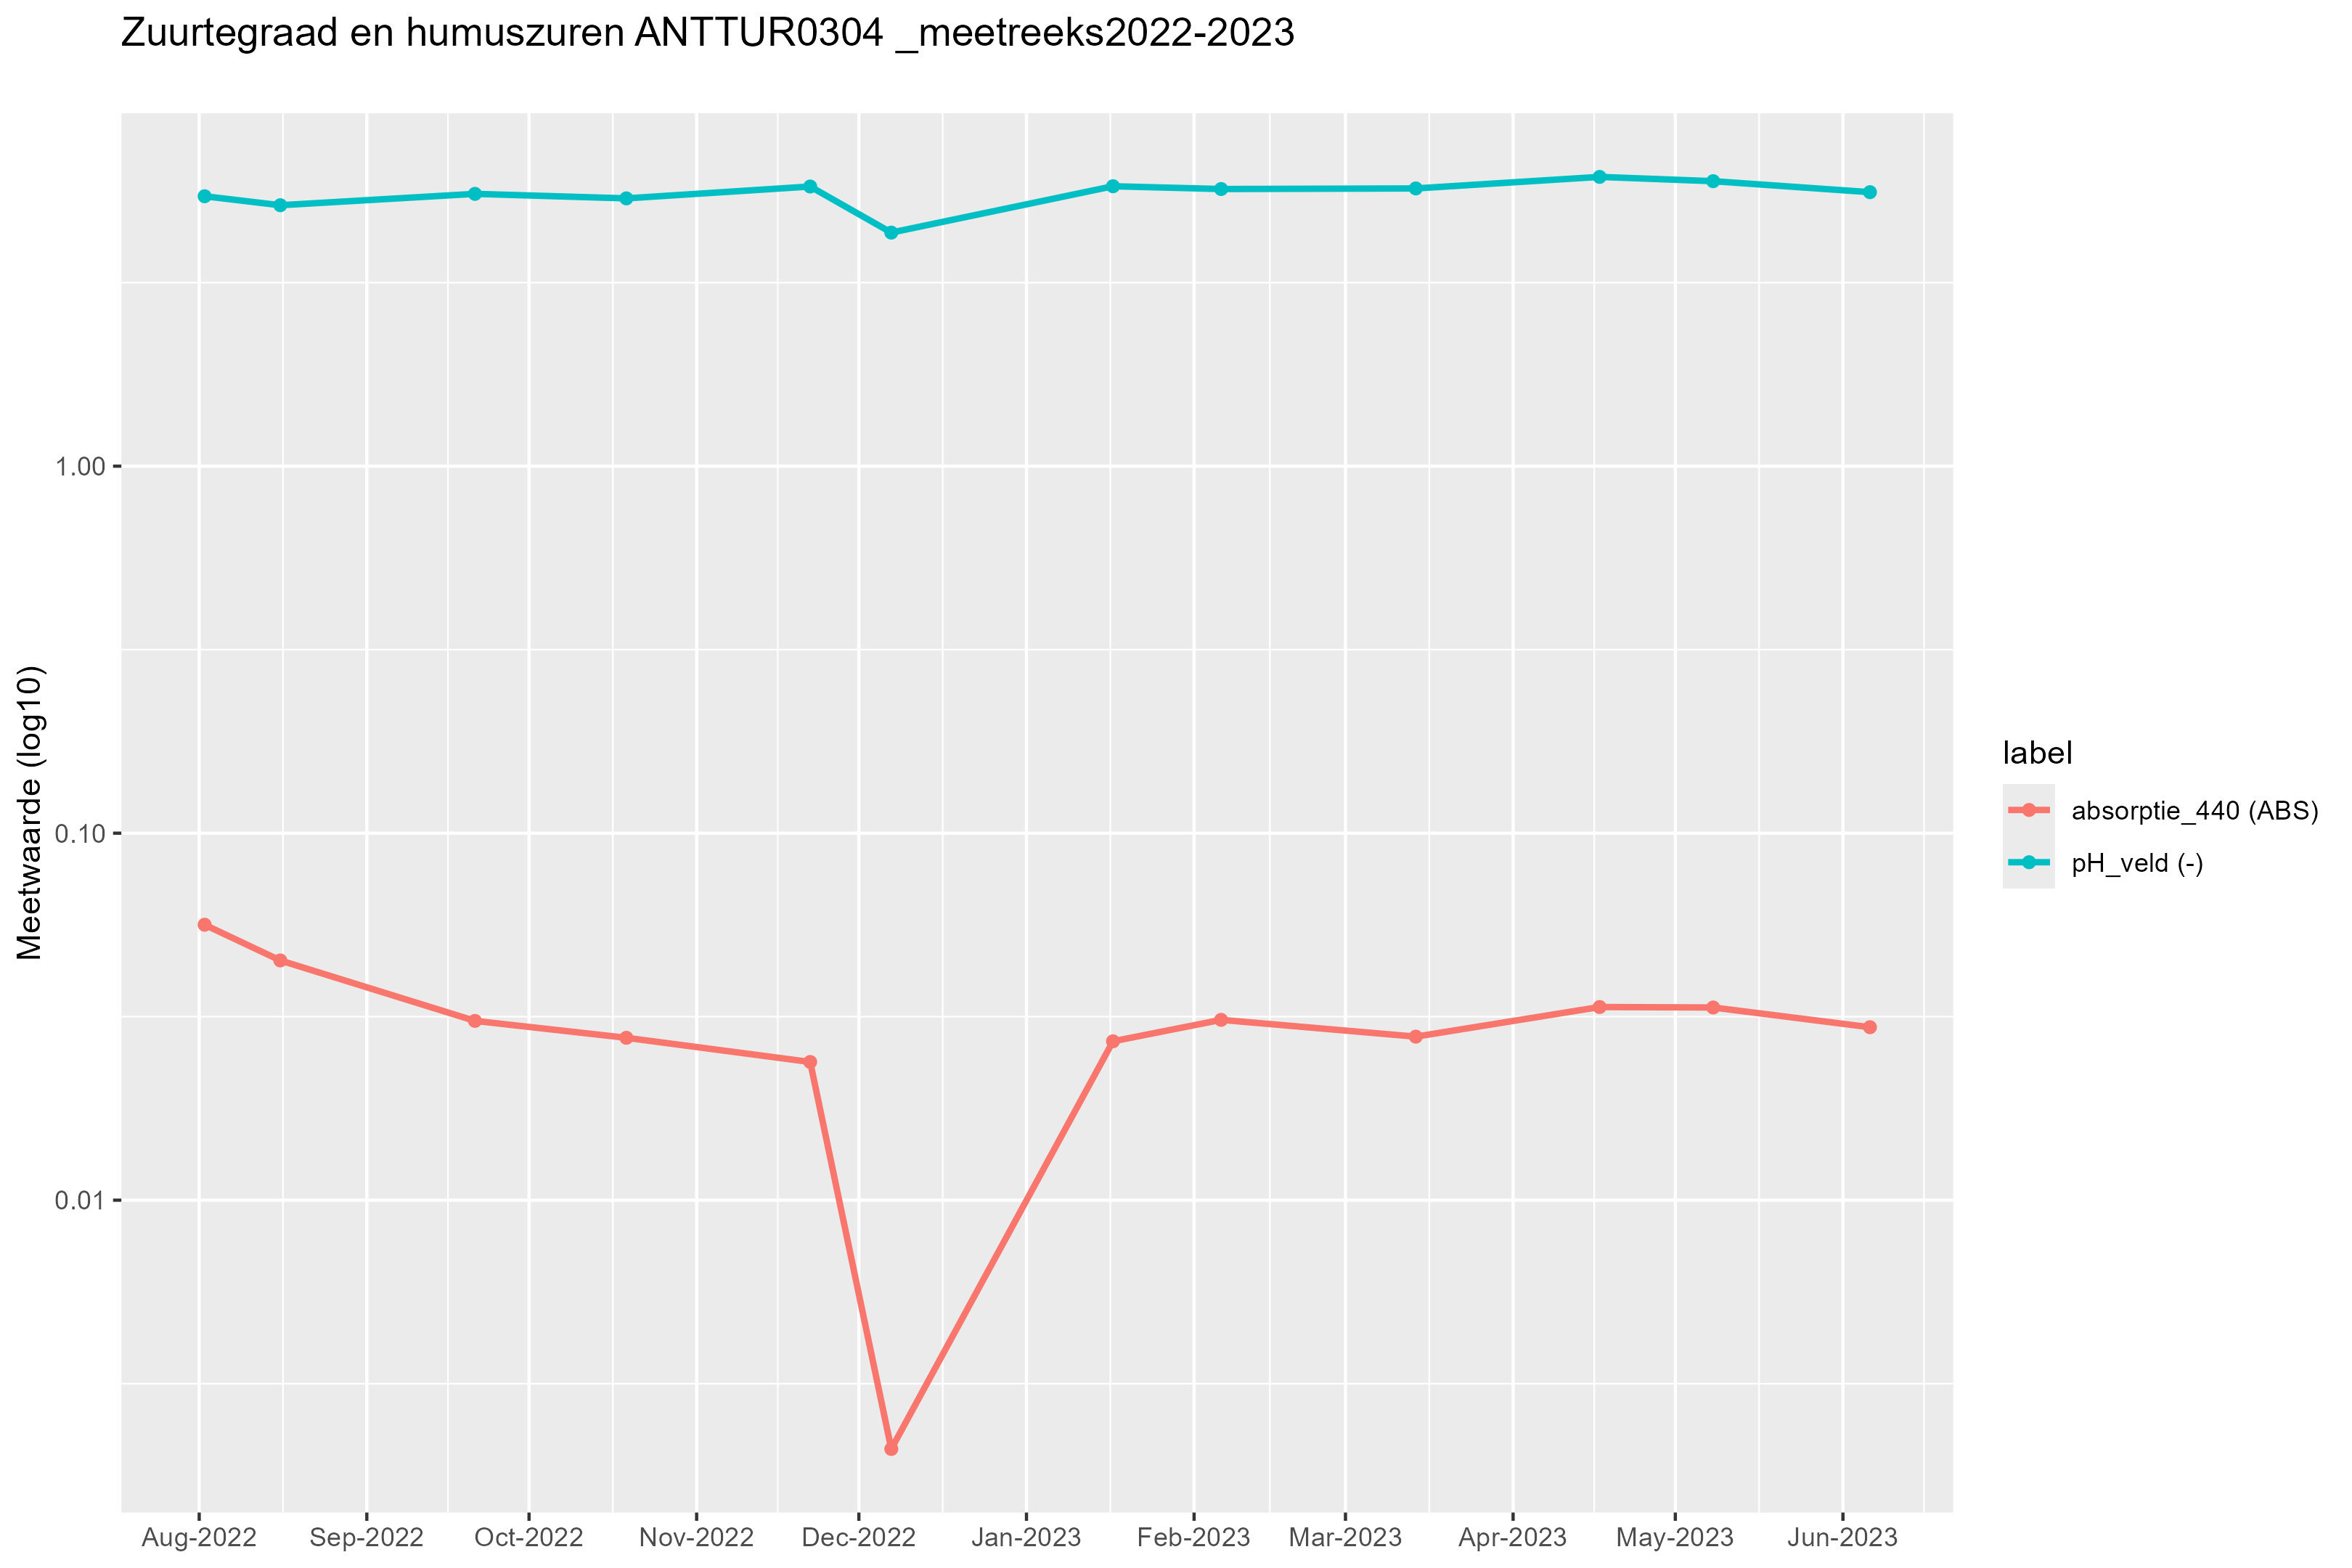 Zuurtegraad en humuszuren ANTTUR0304 _meetreeks2022-2023
Meetwaarde (log10)
1.00
0.10
0.01
Aug-2022
Sep-2022
Oct-2022
Nov-2022
Dec-2022
Jan-2023
Feb-2023
Mar-2023
Apr-2023
May-2023
Jun-2023
label
absorptie_440 (ABS)
pH_veld (-)